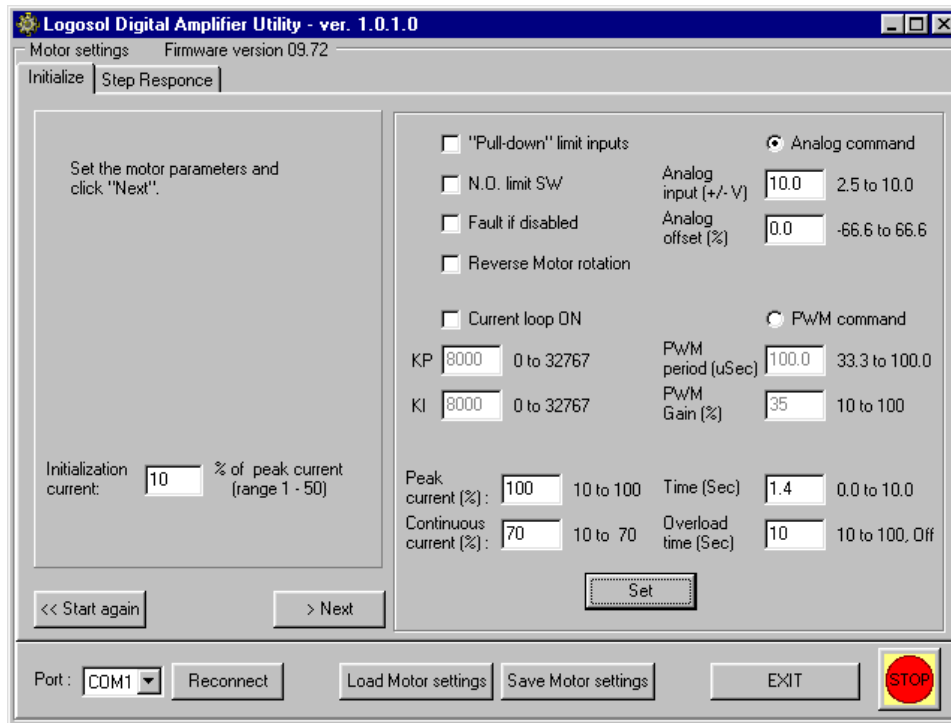 Logosol Digital Amplifier Utility - ver. 1.0.1.0
Motor settings Firmware version 09.72
Initialize Step Responce
Set the motor parameters and
click "Next".
Initialization
current: 10 % of peak current
(range 1 - 50)
<< Start again > Next
"Pull-down" limit inputs
N.O. limit SW
Fault if disabled
Reverse Motor rotation
Analog command
Analog
input (+/- V) 10.0 2.5 to 10.0
Analog
offset (%) 0.0 -66.6 to 66.6
Current loop ON
KP 8000 0 to 32767
KI 8000 0 to 32767
PWM command
PWM
period (uSec) 100.0 33.3 to 100.0
PWM
Gain (%) 35 10 to 100
Peak
current (%) : 100 10 to 100
Time (Sec) 1.4 0.0 to 10.0
Continuous
current (%) : 70 10 to 70
Overload
time (Sec) 10 10 to 100, Off
Set
Port : COM1 Reconnect Load Motor settings Save Motor settings EXIT STOP